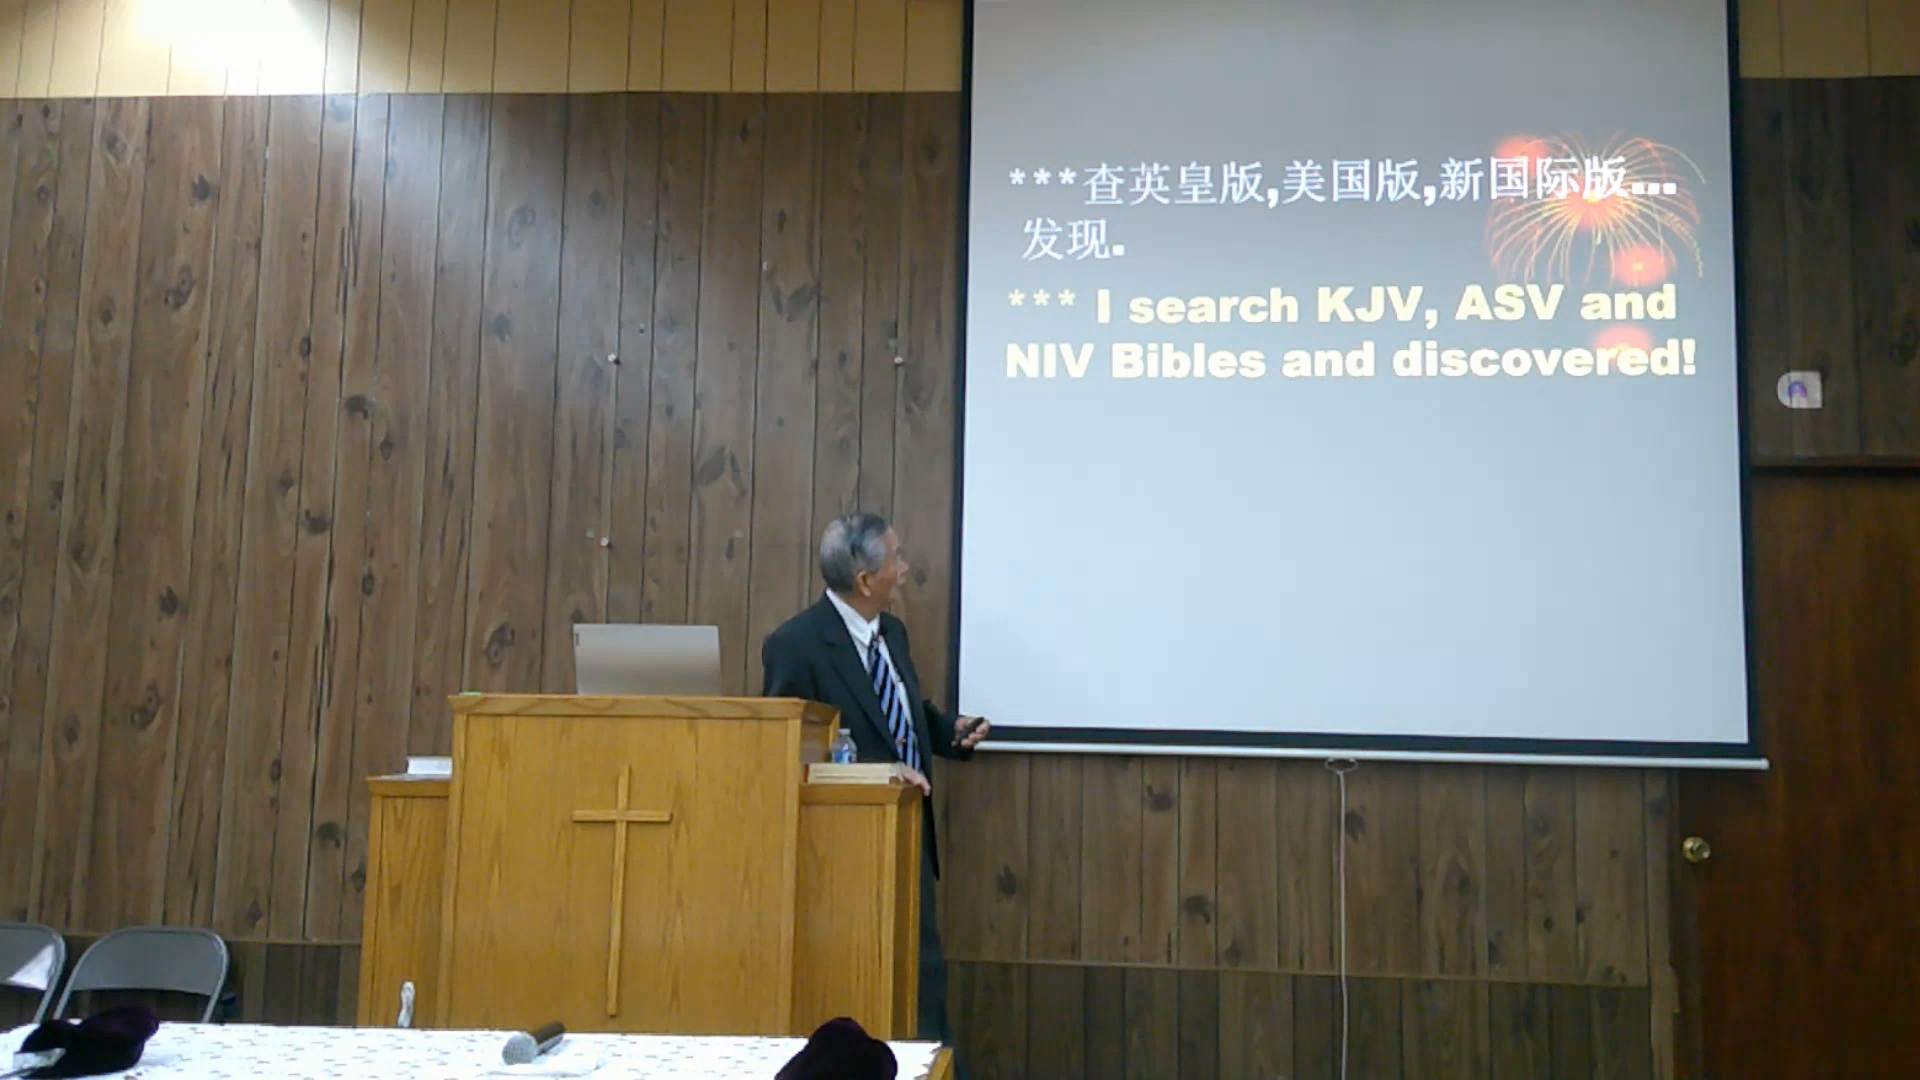 ***查英皇版,美国版,新国际版...
发现.
*** I search KJV, ASV and
NIV Bibles and discovered!